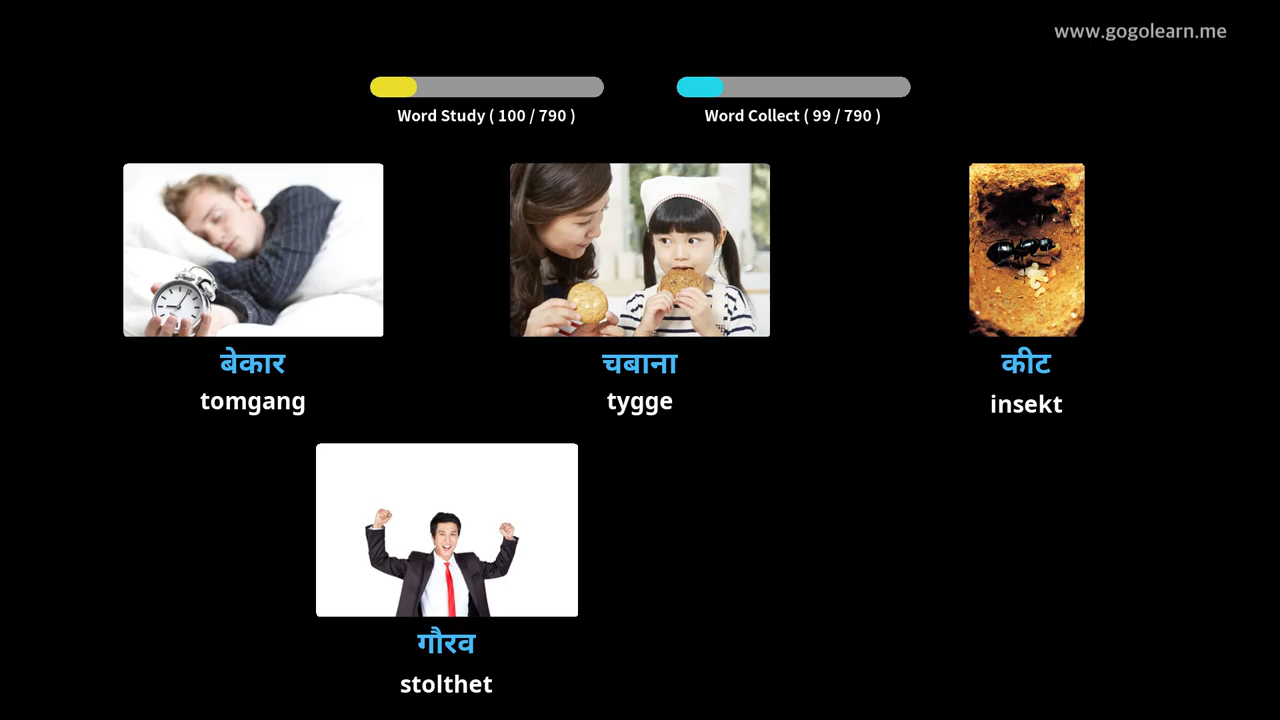 www.gogolearn.me
Word Study ( 100 / 790 )
Word Collect ( 99 / 790 )
बेकार
tomgang
चबाना
tygge
कीट
insekt
गौरव
stolthet